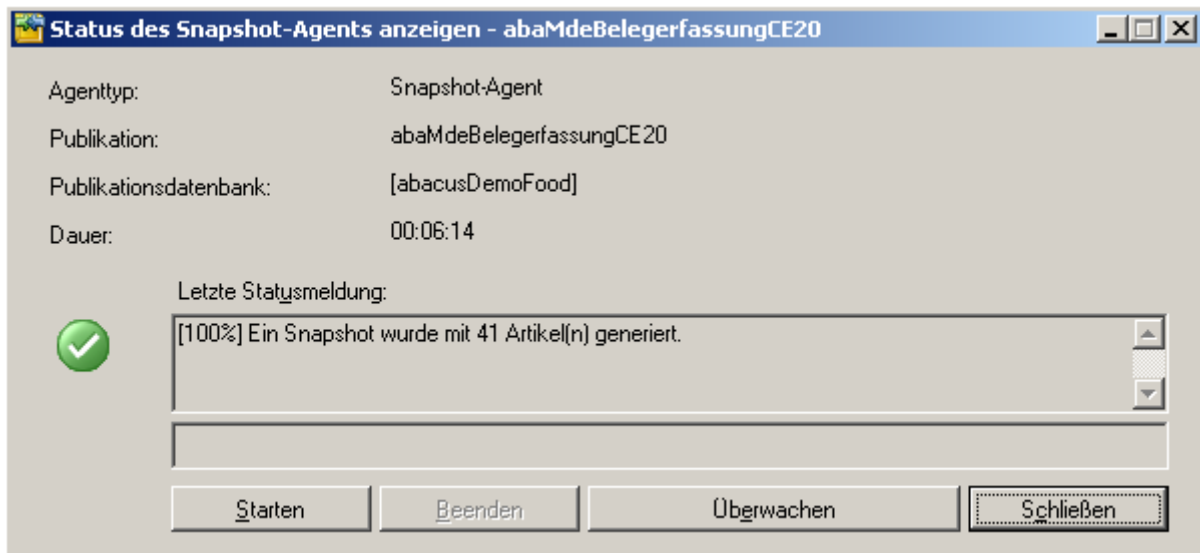 Status des Snapshot-Agents anzeigen - abaMdeBelegerfassungCE20
Agenttyp: Snapshot-Agent
Publikation: abaMdeBelegerfassungCE20
Publikationsdatenbank: [abacusDemoFood]
Dauer: 00:06:14
Letzte Statusmeldung:
[100%] Ein Snapshot wurde mit 41 Artikel(n) generiert.
Starten Beenden Überwachen Schließen